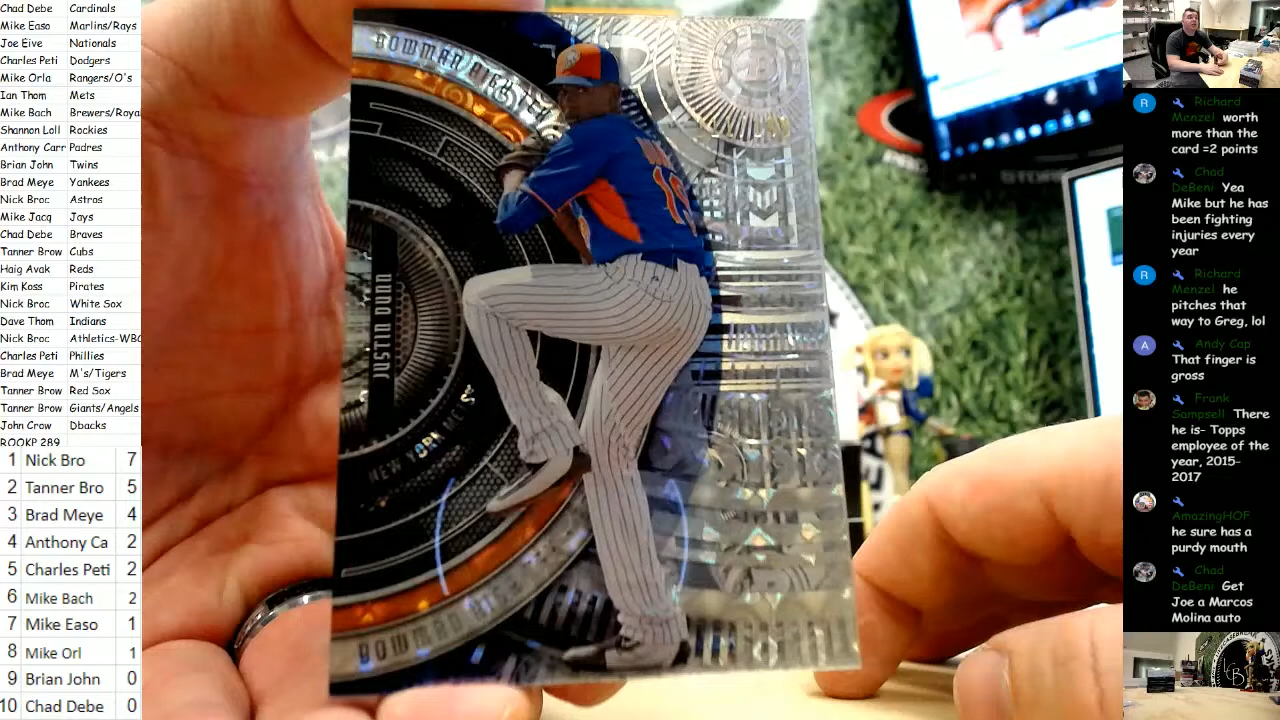 Chad Debe Cardinals
Mike Easo Marlins/Rays
Joe Eive Nationals
Charles Peti Dodgers
Mike Orla Rangers/O's
Ian Thom Mets
Mike Bach Brewers/Roya
Shannon Loll Rockies
Anthony Carr Padres
Brian John Twins
Brad Meye Yankees
Nick Broc Astros
Mike Jacq Jays
Chad Debe Braves
Tanner Brow Cubs
Haig Avak Reds
Kim Koss Pirates
Nick Broc White Sox
Dave Thom Indians
Nick Broc Athletics-WBC
Charles Peti Phillies
Brad Meye M's/Tigers
Tanner Brow Red Sox
Tanner Brow Giants/Angels
John Crow Dbacks
ROOKP 289
1 Nick Bro 7
2 Tanner Bro 5
3 Brad Meye 4
4 Anthony Ca 2
5 Charles Peti 2
6 Mike Bach 2
7 Mike Easo 1
8 Mike Orl 1
9 Brian John 0
10 Chad Debe 0
BOWMAN
JUSTIN DUNN
NEW YORK METS
BOWMAN
R Richard
Menzel worth
more than the
card =2 points
Chad
DeBeni Yea
Mike but he has
been fighting
injuries every
year
R Richard
Menzel he
pitches that
way to Greg, lol
A Andy Cap
That finger is
gross
Frank
Sampsell There
he is- Topps
employee of the
year, 2015-
2017
AmazingHOF
he sure has a
purdy mouth
Chad
DeBeni Get
Joe a Marcos
Molina auto